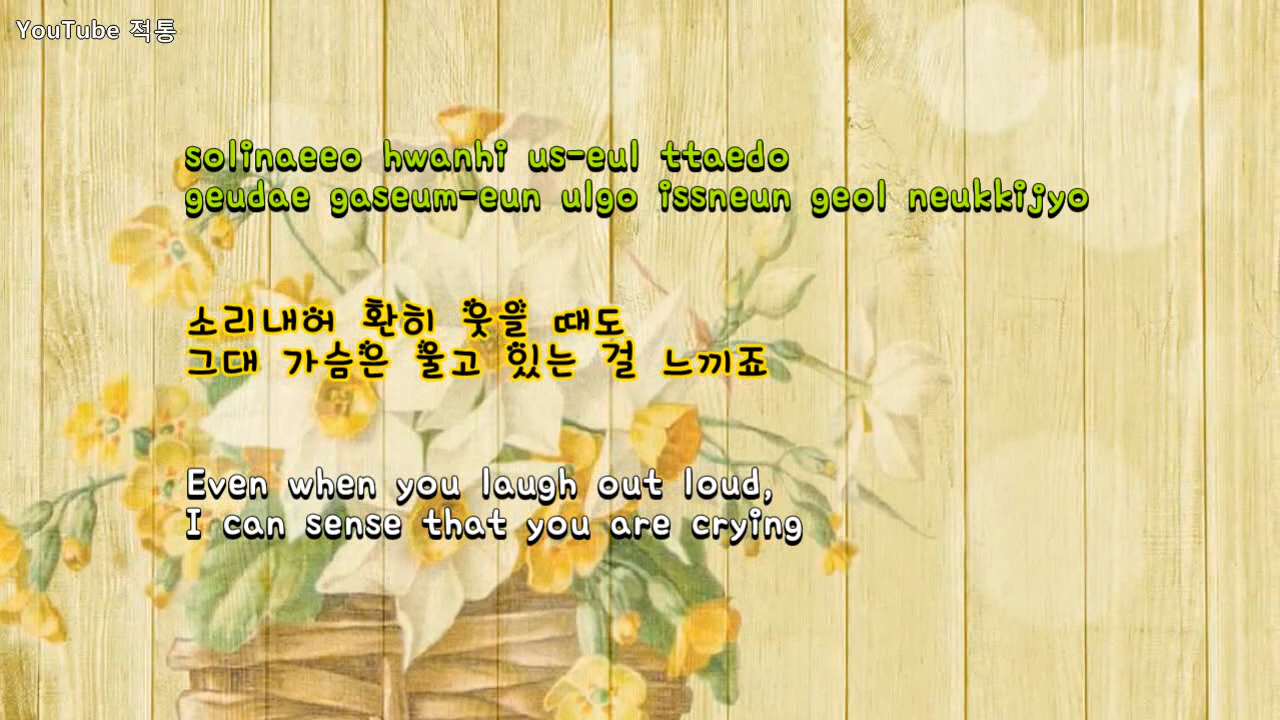 YouTube 적통
solinaeeo hwanhi us-eul ttaedo
geudae gaseum-eun ulgo issneun geol neukkijyo
소리내허 환히 웃을 때도
그대 가슴은 울고 있는 걸 느끼죠
Even when you laugh out loud,
I can sense that you are crying